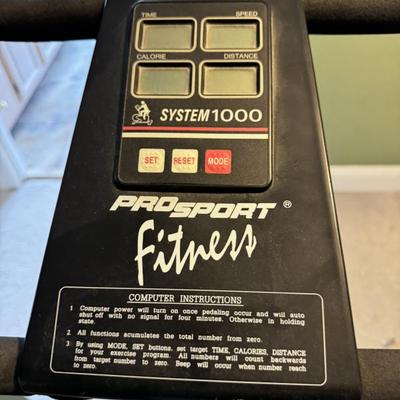 TIME SPEED
CALORIE DISTANCE
SYSTEM 1000
SET RESET MODE
PROSPORT ®
Fitness
COMPUTER INSTRUCTIONS
1 Computer power will turn on once pedaling occur and will auto
shut off with no signal for four minutes. Otherwise in holding
state.
2. All functions acumulates the total number from zero.
3 By using MODE, SET buttons, set target TIME, CALORIES, DISTANCE
for your exercise program. All numbers will count backwards
from target number to zero. Beep will occur when number reach
to zero.